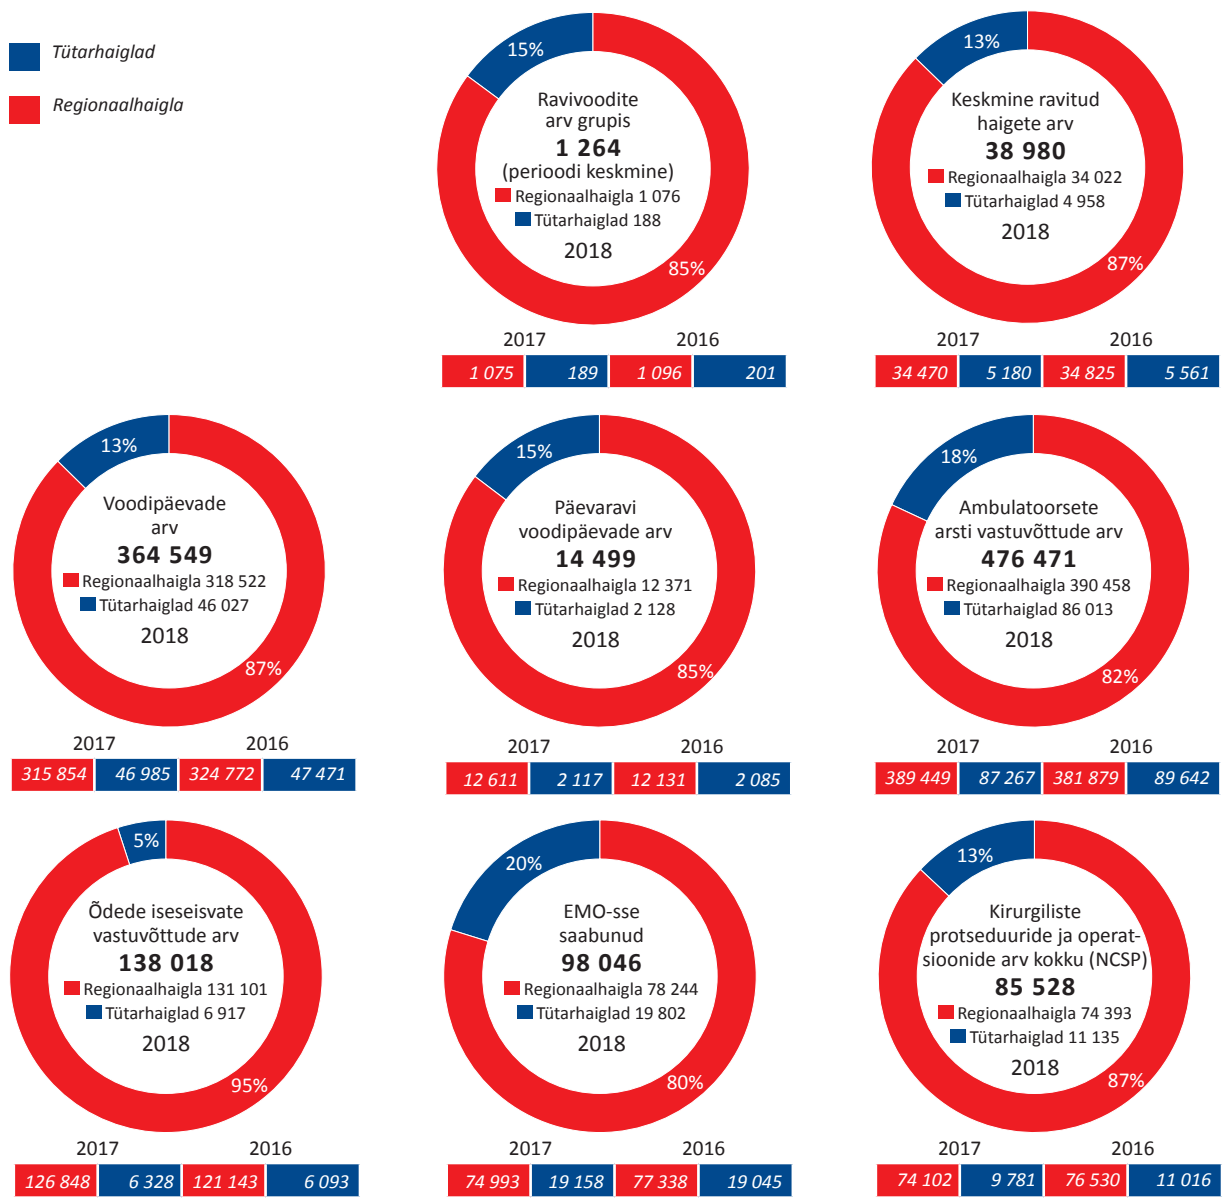 Tütarhaiglad
Regionaalhaigla
15%
Ravivoodite
arv grupis
1 264
(perioodi keskmine)
Regionaalhaigla 1 076
Tütarhaiglad 188
2018
85%
2017 2016
1 075 189 1 096 201
13%
Keskmine ravitud
haigete arv
38 980
Regionaalhaigla 34 022
Tütarhaiglad 4 958
2018
87%
2017 2016
34 470 5 180 34 825 5 561
13%
Voodipäevade
arv
364 549
Regionaalhaigla 318 522
Tütarhaiglad 46 027
2018
87%
2017 2016
315 854 46 985 324 772 47 471
15%
Päevaravi
voodipäevade arv
14 499
Regionaalhaigla 12 371
Tütarhaiglad 2 128
2018
85%
2017 2016
12 611 2 117 12 131 2 085
18%
Ambulatoorsete
arsti vastuvõttude arv
476 471
Regionaalhaigla 390 458
Tütarhaiglad 86 013
2018
82%
2017 2016
389 449 87 267 381 879 89 642
5%
Õdede iseseisvate
vastuvõttude arv
138 018
Regionaalhaigla 131 101
Tütarhaiglad 6 917
2018
95%
2017 2016
126 848 6 328 121 143 6 093
20%
EMO-sse
saabunud
98 046
Regionaalhaigla 78 244
Tütarhaiglad 19 802
2018
80%
2017 2016
74 993 19 158 77 338 19 045
13%
Kirurgiliste
protseduuride ja operat-
sioonide arv kokku (NCSP)
85 528
Regionaalhaigla 74 393
Tütarhaiglad 11 135
2018
87%
2017 2016
74 102 9 781 76 530 11 016